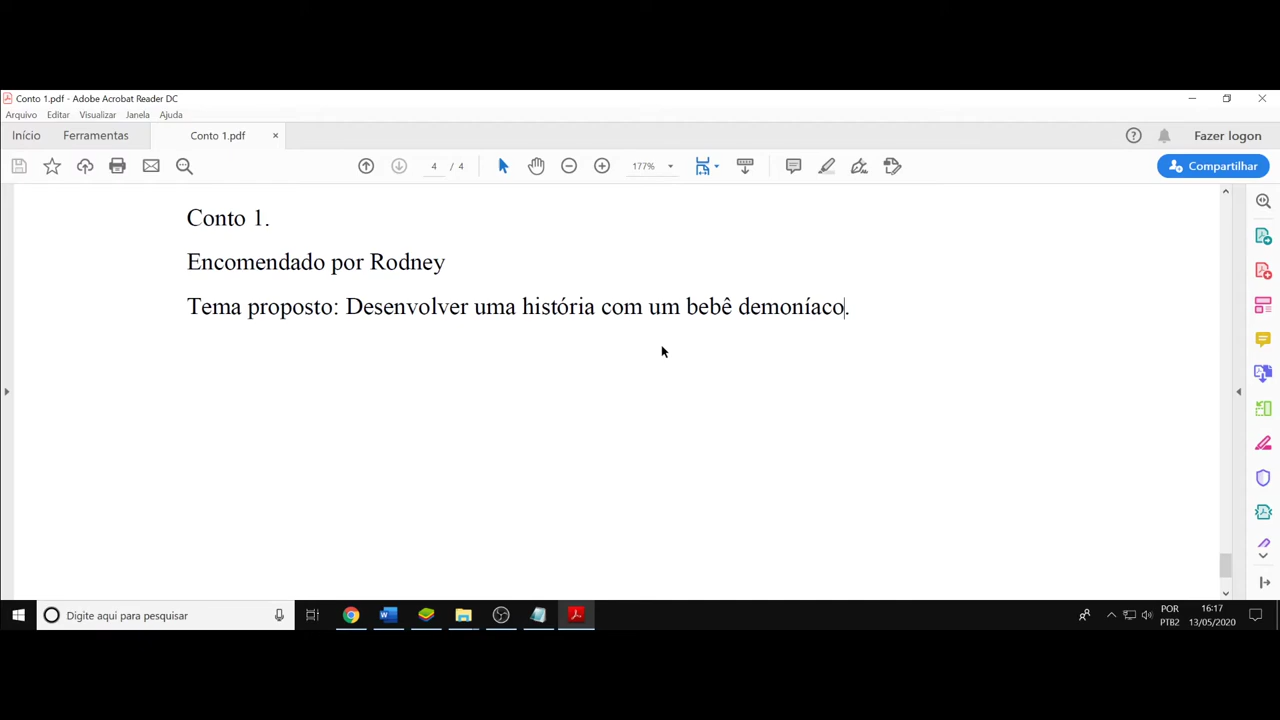 Conto 1.pdf - Adobe Acrobat Reader DC
Arquivo Editar Visualizar Janela Ajuda
Início Ferramentas Conto 1.pdf × Fazer logon
4 / 4 177% Compartilhar
Conto 1.
Encomendado por Rodney
Tema proposto: Desenvolver uma história com um bebê demoníaco.
Digite aqui para pesquisar
POR 16:17
PTB2 13/05/2020